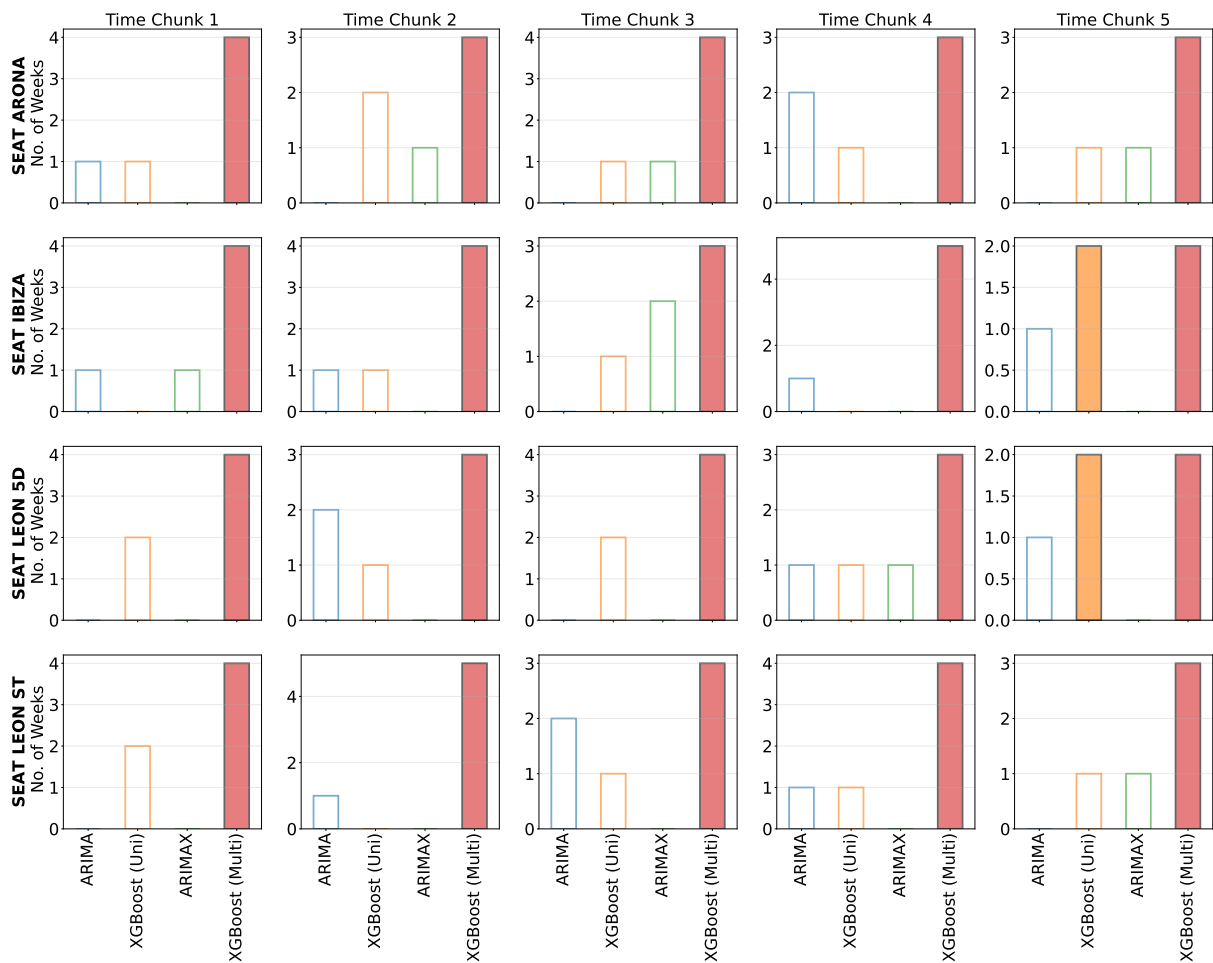 Time Chunk 1 Time Chunk 2 Time Chunk 3 Time Chunk 4 Time Chunk 5
SEAT ARONA
No. of Weeks
4 3 2 1 0
3 2 1 0
4 3 2 1 0
3 2 1 0
3 2 1 0
SEAT IBIZA
No. of Weeks
4 3 2 1 0
4 3 2 1 0
3 2 1 0
4 2 0
2.0 1.5 1.0 0.5 0.0
SEAT LEON 5D
No. of Weeks
4 3 2 1 0
3 2 1 0
4 3 2 1 0
3 2 1 0
2.0 1.5 1.0 0.5 0.0
SEAT LEON ST
No. of Weeks
4 3 2 1 0
4 2 0
3 2 1 0
4 3 2 1 0
3 2 1 0
ARIMA XGBoost (Uni) ARIMAX XGBoost (Multi)
ARIMA XGBoost (Uni) ARIMAX XGBoost (Multi)
ARIMA XGBoost (Uni) ARIMAX XGBoost (Multi)
ARIMA XGBoost (Uni) ARIMAX XGBoost (Multi)
ARIMA XGBoost (Uni) ARIMAX XGBoost (Multi)